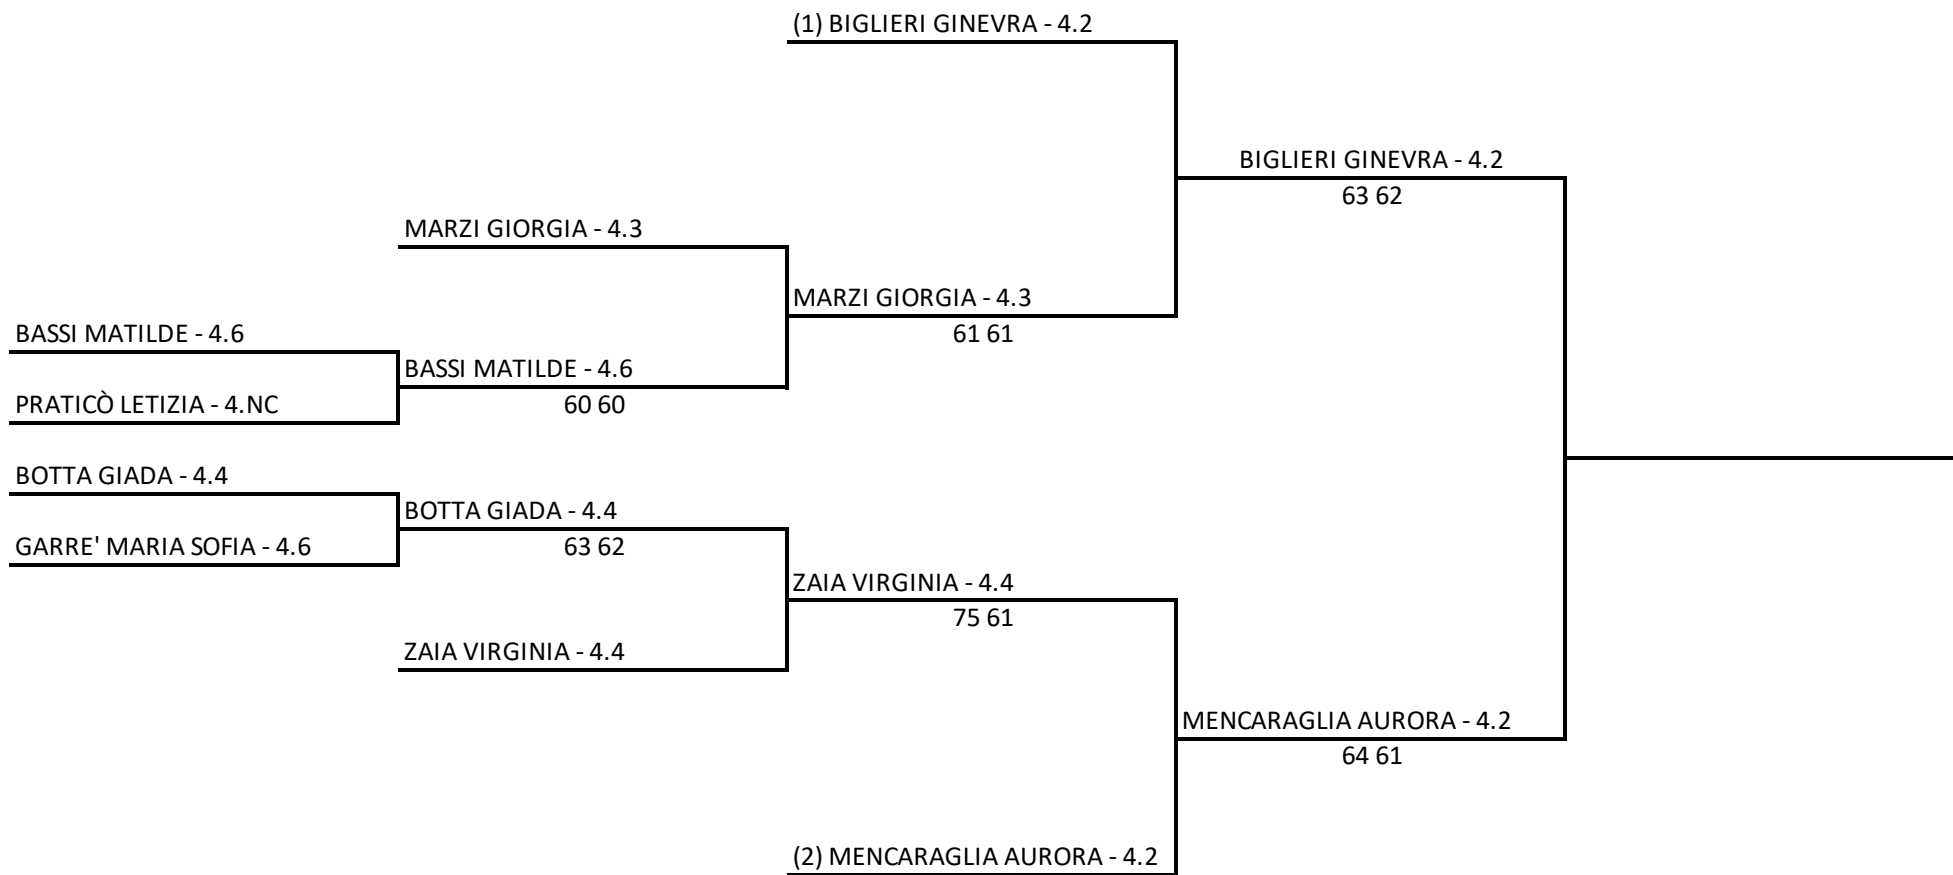 (1) BIGLIERI GINEVRA - 4.2
BIGLIERI GINEVRA - 4.2
63 62
MARZI GIORGIA - 4.3
MARZI GIORGIA - 4.3
61 61
BASSI MATILDE - 4.6
BASSI MATILDE - 4.6
60 60
PRATICÒ LETIZIA - 4.NC
BOTTA GIADA - 4.4
BOTTA GIADA - 4.4
63 62
GARRE' MARIA SOFIA - 4.6
ZAIA VIRGINIA - 4.4
75 61
ZAIA VIRGINIA - 4.4
MENCARAGLIA AURORA - 4.2
64 61
(2) MENCARAGLIA AURORA - 4.2